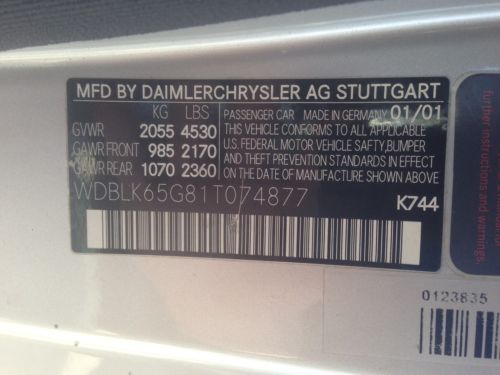 MFD BY DAIMLERCHRYSLER AG STUTTGART
KG LBS
GVWR 2055 4530
GAWR FRONT 985 2170
GAWR REAR 1070 2360
PASSENGER CAR MADE IN GERMANY 01/01
THIS VEHICLE CONFORMS TO ALL APPLICABLE
U.S. FEDERAL MOTOR VEHICLE SAFTEY, BUMPER,
AND THEFT PREVENTION STANDARDS IN EFFECT
ON THE DATE OF MANUFACTURE SHOWN ABOVE
WDBLK65G81T074877
K744
further instructions and
warnings.
0123835